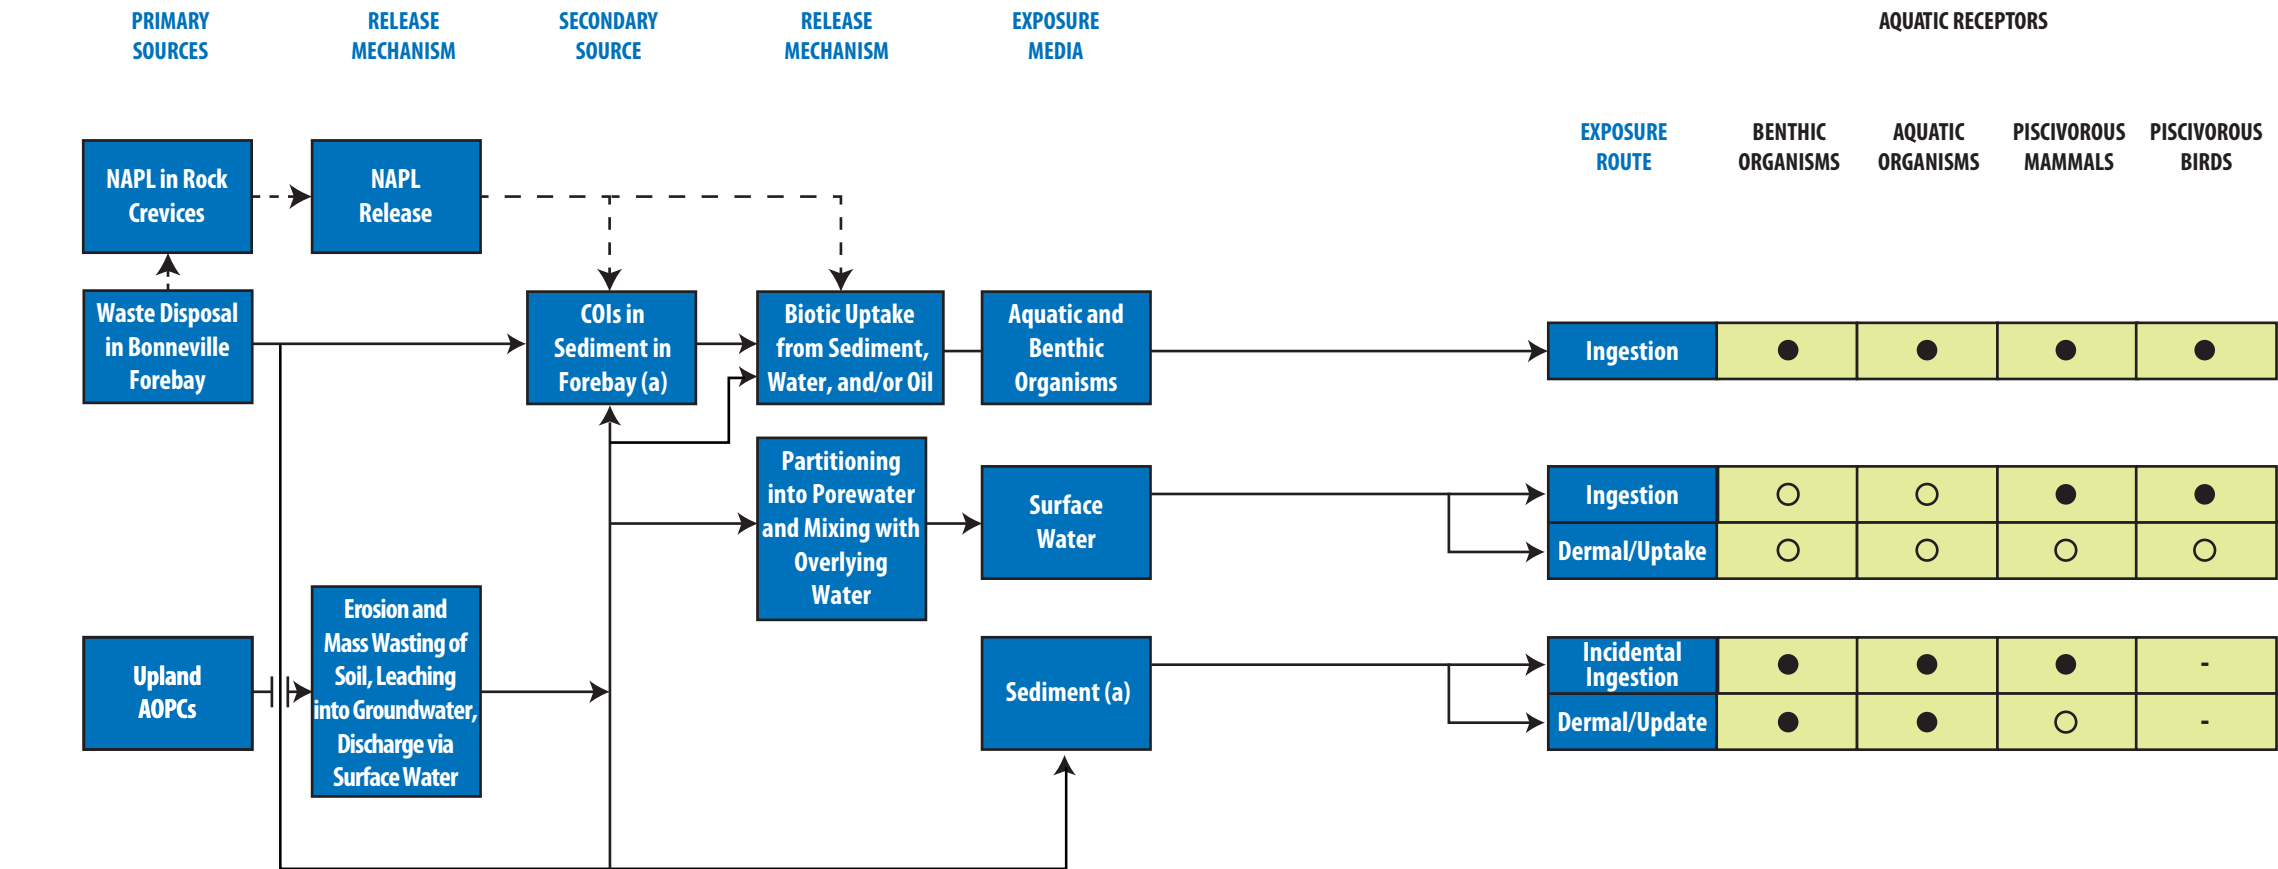 PRIMARY
SOURCES
RELEASE
MECHANISM
SECONDARY
SOURCE
RELEASE
MECHANISM
EXPOSURE
MEDIA
AQUATIC RECEPTORS
EXPOSURE
ROUTE
BENTHIC
ORGANISMS
AQUATIC
ORGANISMS
PISCIVOROUS
MAMMALS
PISCIVOROUS
BIRDS
NAPL in Rock
Crevices
NAPL
Release
Waste Disposal
in Bonneville
Forebay
COIs in
Sediment in
Forebay (a)
Biotic Uptake
from Sediment,
Water, and/or Oil
Aquatic and
Benthic
Organisms
Ingestion
Partitioning
into Porewater
and Mixing with
Overlying
Water
Surface
Water
Ingestion
Dermal/Uptake
Upland
AOPCs
Erosion and
Mass Wasting of
Soil, Leaching
into Groundwater,
Discharge via
Surface Water
Sediment (a)
Incidental
Ingestion
-
Dermal/Update
-